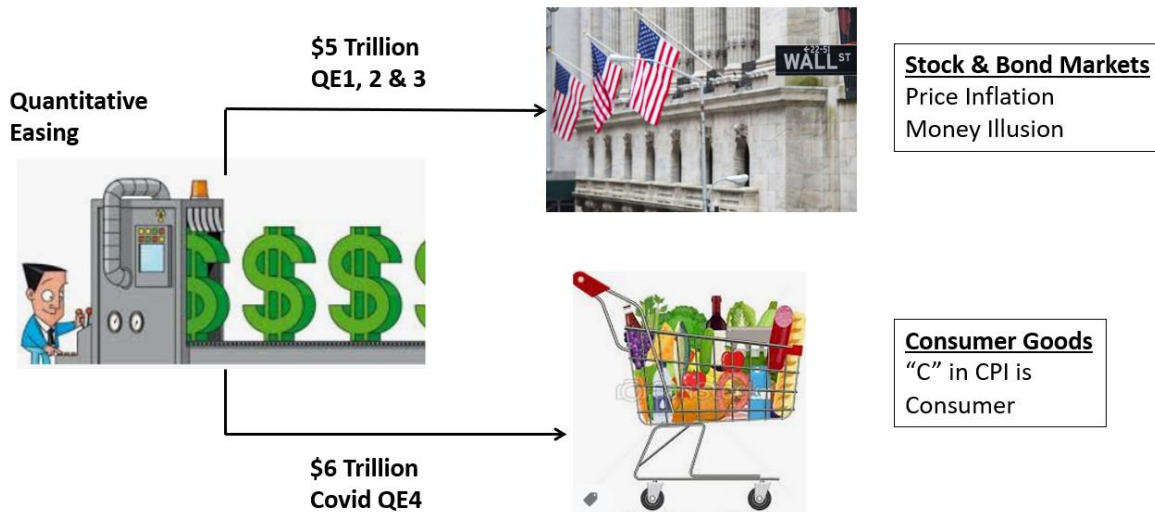 Quantitative
Easing
$5 Trillion
QE1, 2 & 3
WALL ST
Stock & Bond Markets
Price Inflation
Money Illusion
$ $ $ $
$6 Trillion
Covid QE4
Consumer Goods
“C” in CPI is
Consumer